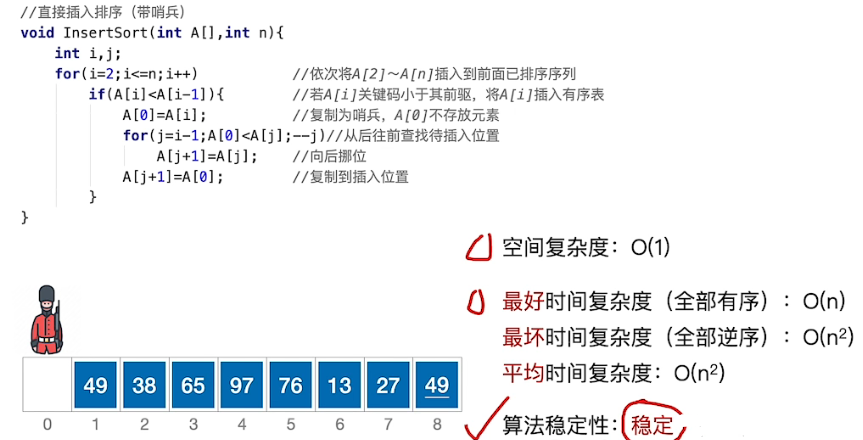 //直接插入排序（带哨兵）
void InsertSort(int A[],int n){
    int i,j;
    for(i=2;i<=n;i++)    //依次将A[2]～A[n]插入到前面已排序序列
        if(A[i]<A[i-1]){    //若A[i]关键码小于其前驱，将A[i]插入有序表
            A[0]=A[i];    //复制为哨兵，A[0]不存放元素
            for(j=i-1;A[0]<A[j];--j)//从后往前查找待插入位置
                A[j+1]=A[j];    //向后挪位
            A[j+1]=A[0];    //复制到插入位置
        }
}
空间复杂度：O(1)
最好时间复杂度（全部有序）：O(n)
最坏时间复杂度（全部逆序）：O(n²)
平均时间复杂度：O(n²)
算法稳定性：稳定
49 38 65 97 76 13 27 49
0 1 2 3 4 5 6 7 8